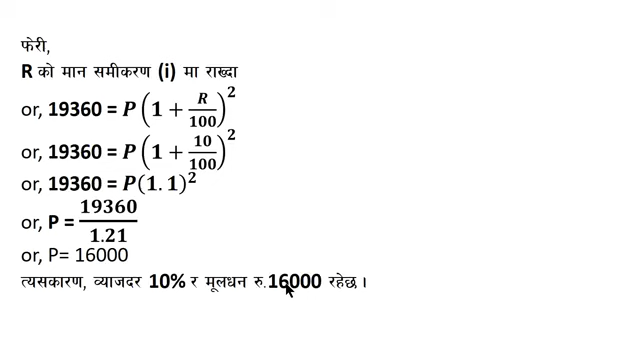 फेरी,
R को मान समीकरण (i) मा राख्दा
or, 19360 = P(1 + R/100)²
or, 19360 = P(1 + 10/100)²
or, 19360 = P(1.1)²
or, P = 19360/1.21
or, P= 16000
त्यसकारण, व्याजदर 10% र मूलधन रु.16000 रहेछ ।